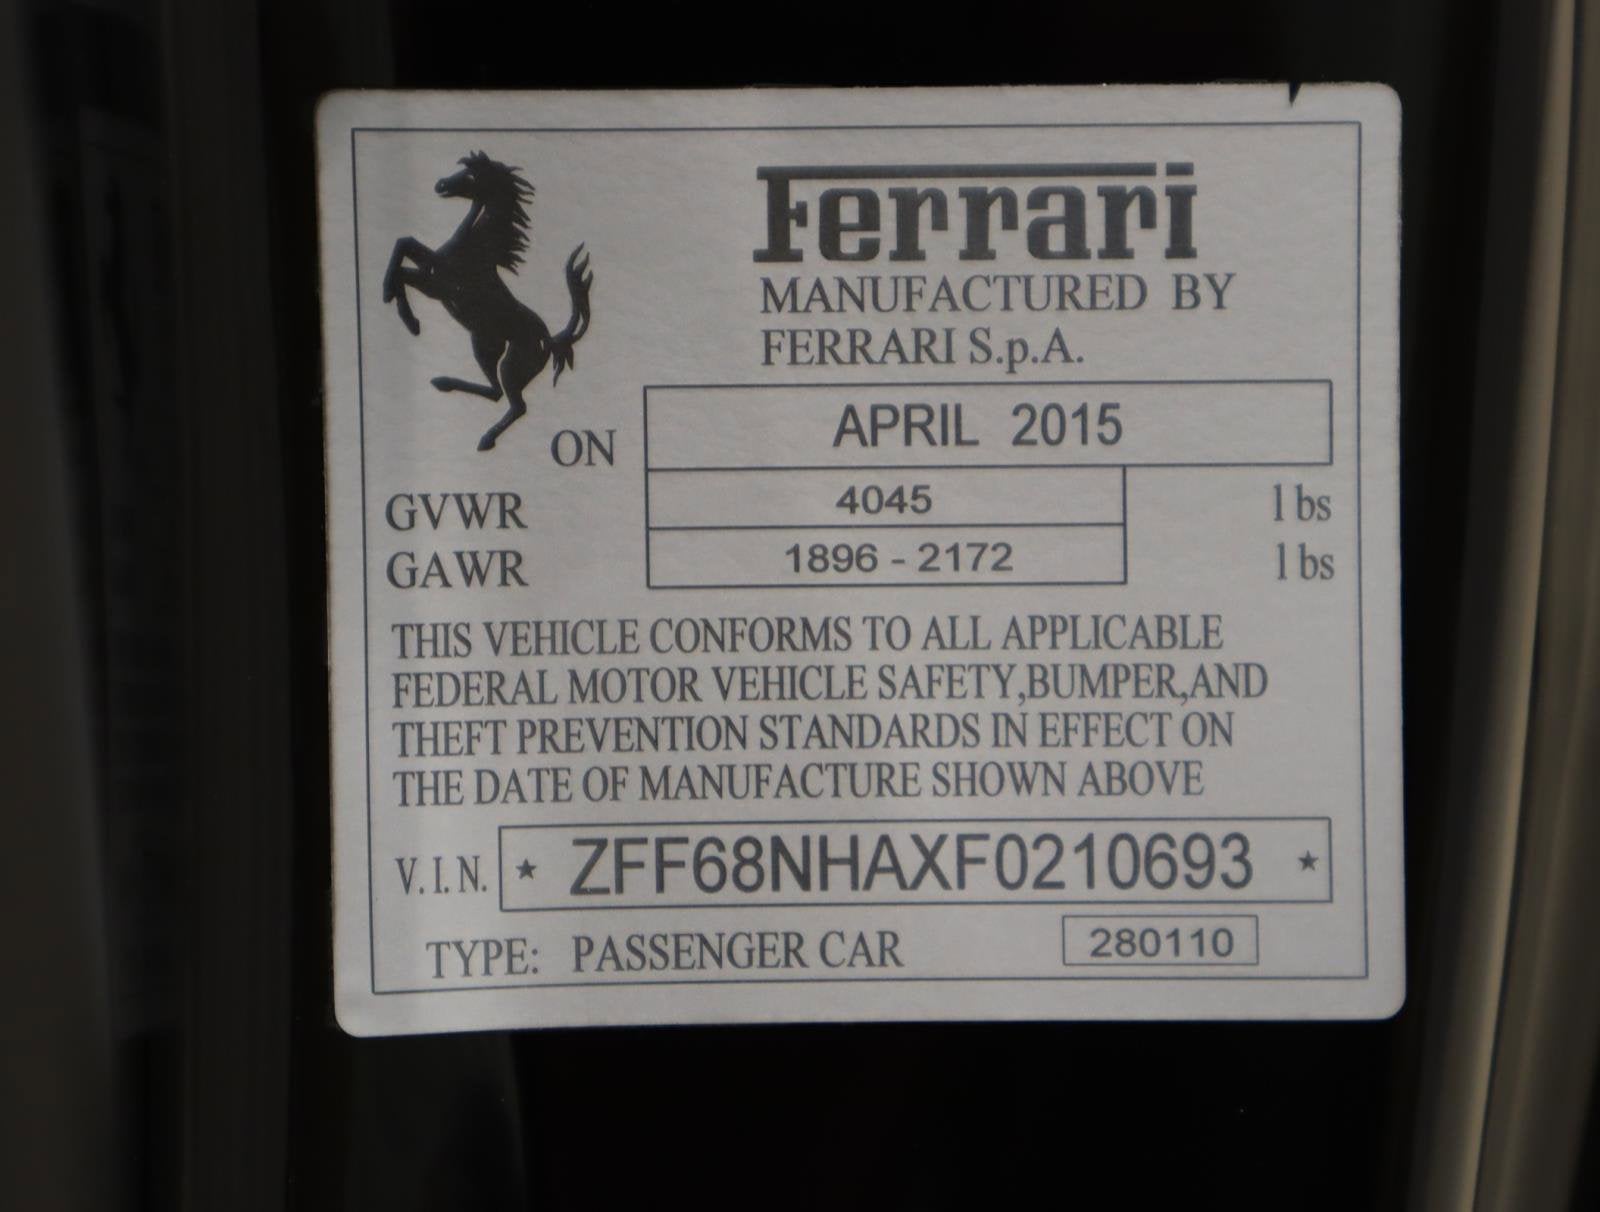 Ferrari
MANUFACTURED BY
FERRARI S.p.A.
ON APRIL 2015
GVWR 4045 lbs
GAWR 1896 - 2172 lbs
THIS VEHICLE CONFORMS TO ALL APPLICABLE
FEDERAL MOTOR VEHICLE SAFETY,BUMPER,AND
THEFT PREVENTION STANDARDS IN EFFECT ON
THE DATE OF MANUFACTURE SHOWN ABOVE
V.I.N. ★ ZFF68NHAXF0210693 ★
TYPE: PASSENGER CAR 280110